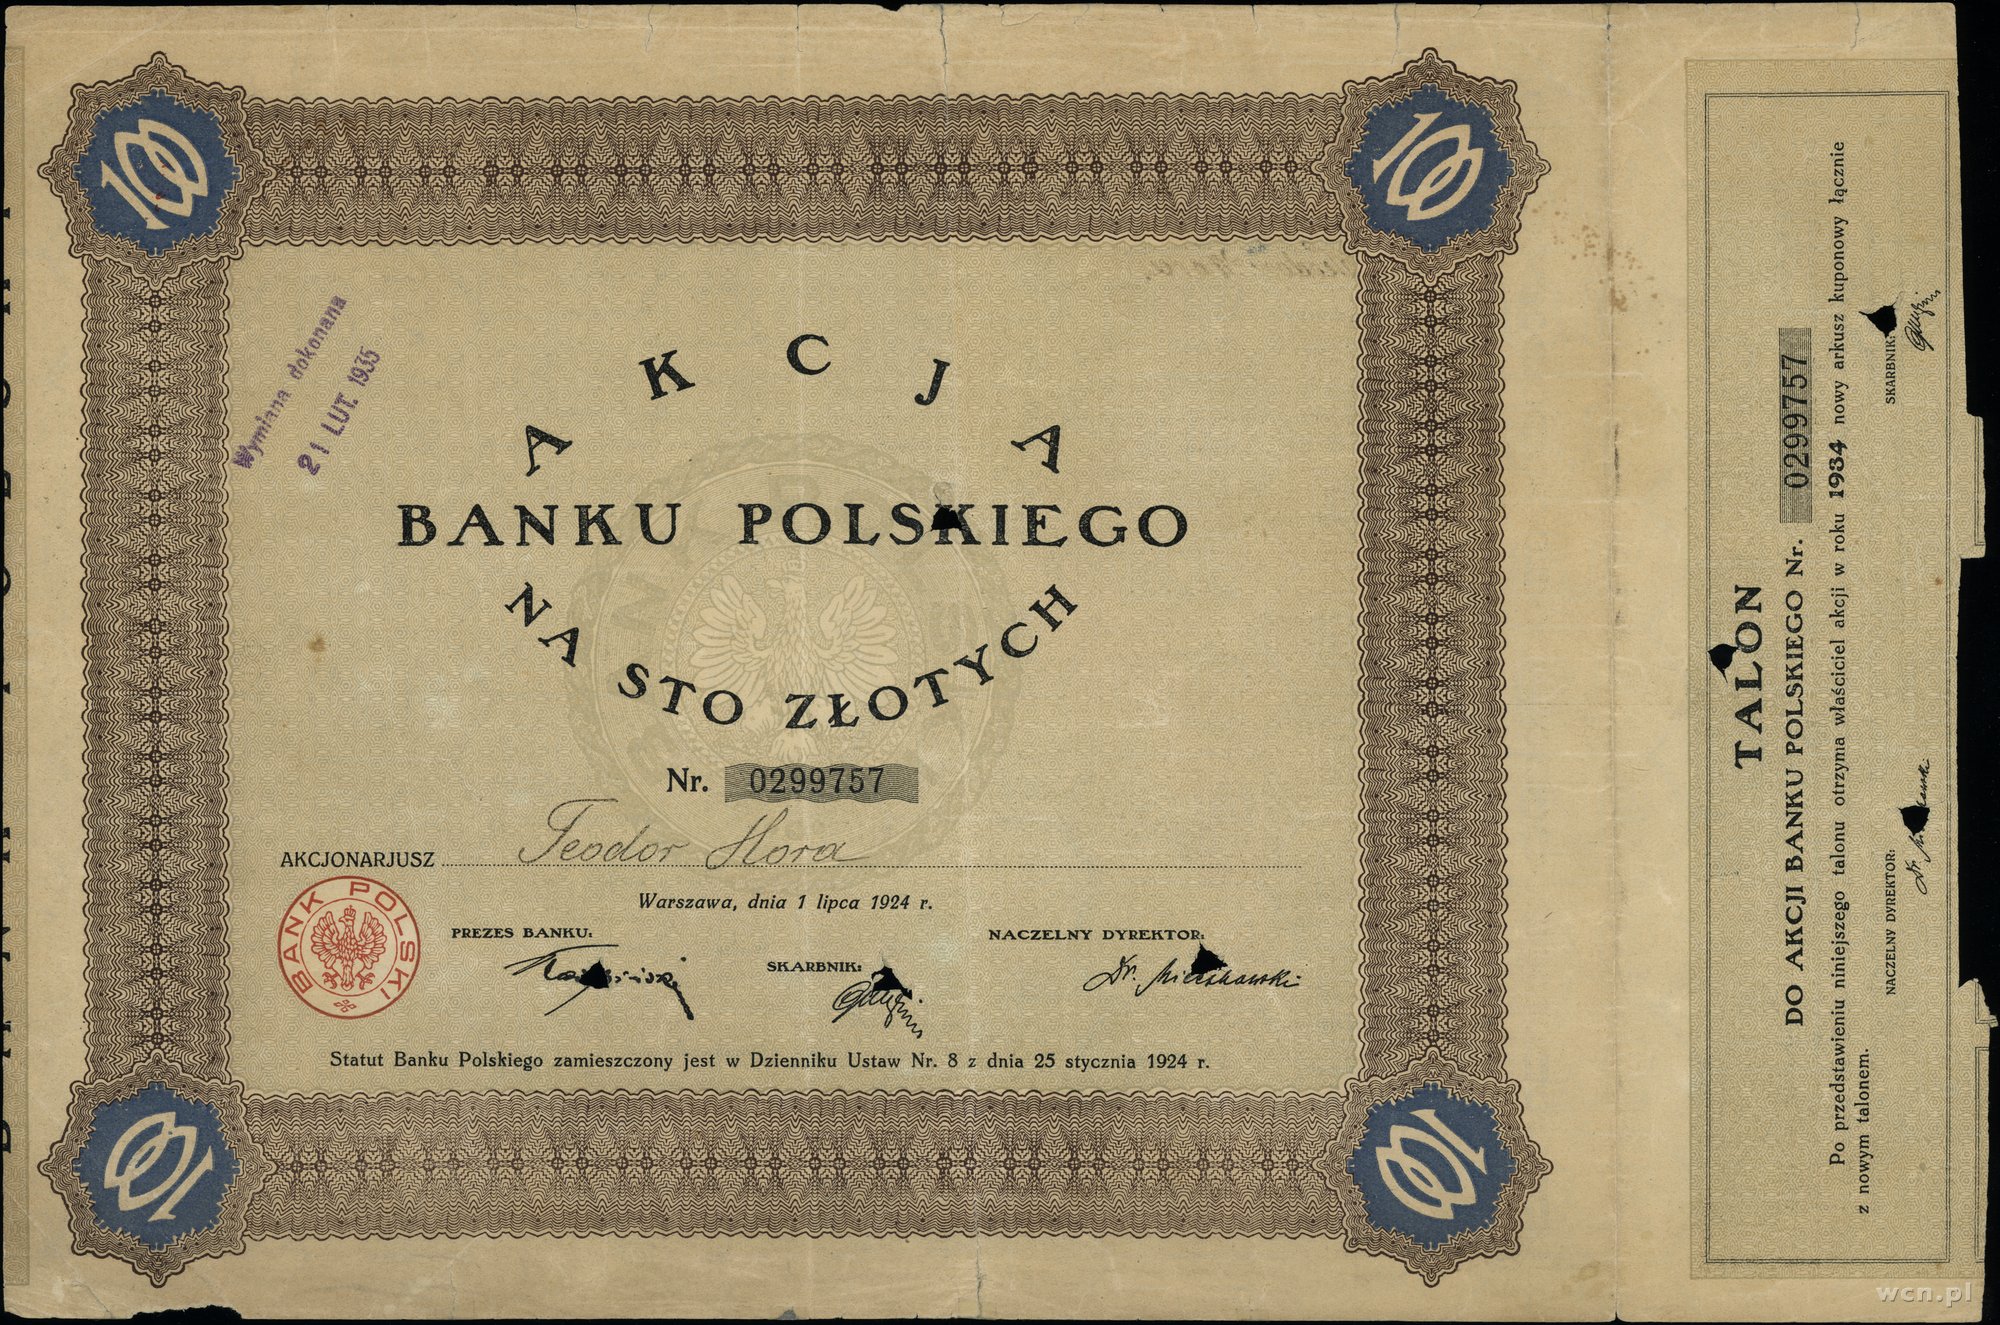 100
100
Wymiana dokonana
21 LUT. 1935
AKCJA
BANKU POLSKIEGO
NA STO ZŁOTYCH
Nr. 0299757
AKCJONARJUSZ Teodor Hora
BANK POLSKI
Warszawa, dnia 1 lipca 1924 r.
PREZES BANKU:
SKARBNIK:
NACZELNY DYREKTOR:
Statut Banku Polskiego zamieszczony jest w Dzienniku Ustaw Nr. 8 z dnia 25 stycznia 1924 r.
100
100
TALON
DO AKCJI BANKU POLSKIEGO Nr. 0299757
Po przedstawieniu niniejszego talonu otrzyma właściciel akcji w roku 1934 nowy arkusz kuponowy łącznie
z nowym talonem.
NACZELNY DYREKTOR:
SKARBNIK:
wcn.pl